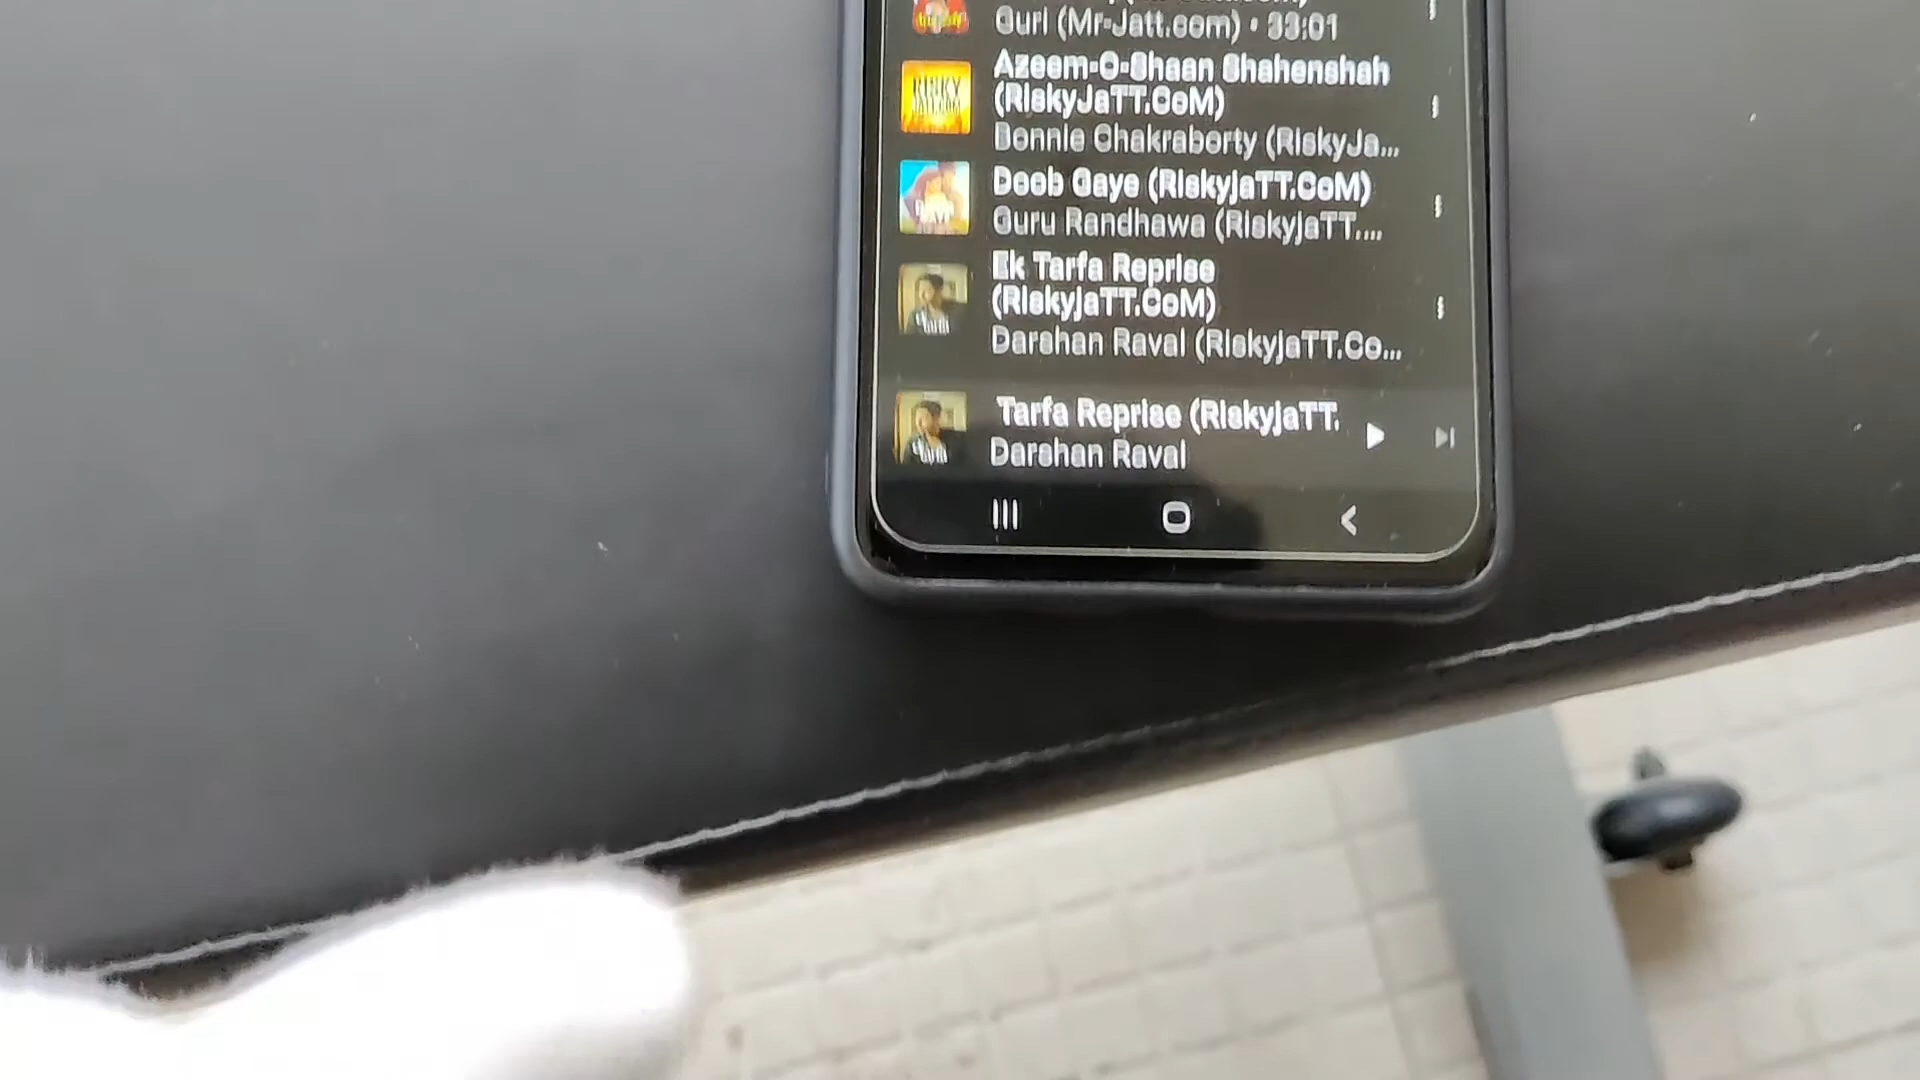 Guri (Mr-Jatt.com) • 33:01
Azeem-O-Shaan Shahenshah
(RiskyJaTT.CoM)
Bonnie Chakraborty (RiskyJa...
Doob Gaye (RiskyjaTT.CoM)
Guru Randhawa (RiskyjaTT....
Ek Tarfa Reprise
(RiskyjaTT.CoM)
Darshan Raval (RiskyjaTT.Co...
Tarfa Reprise (RiskyjaTT.
Darshan Raval